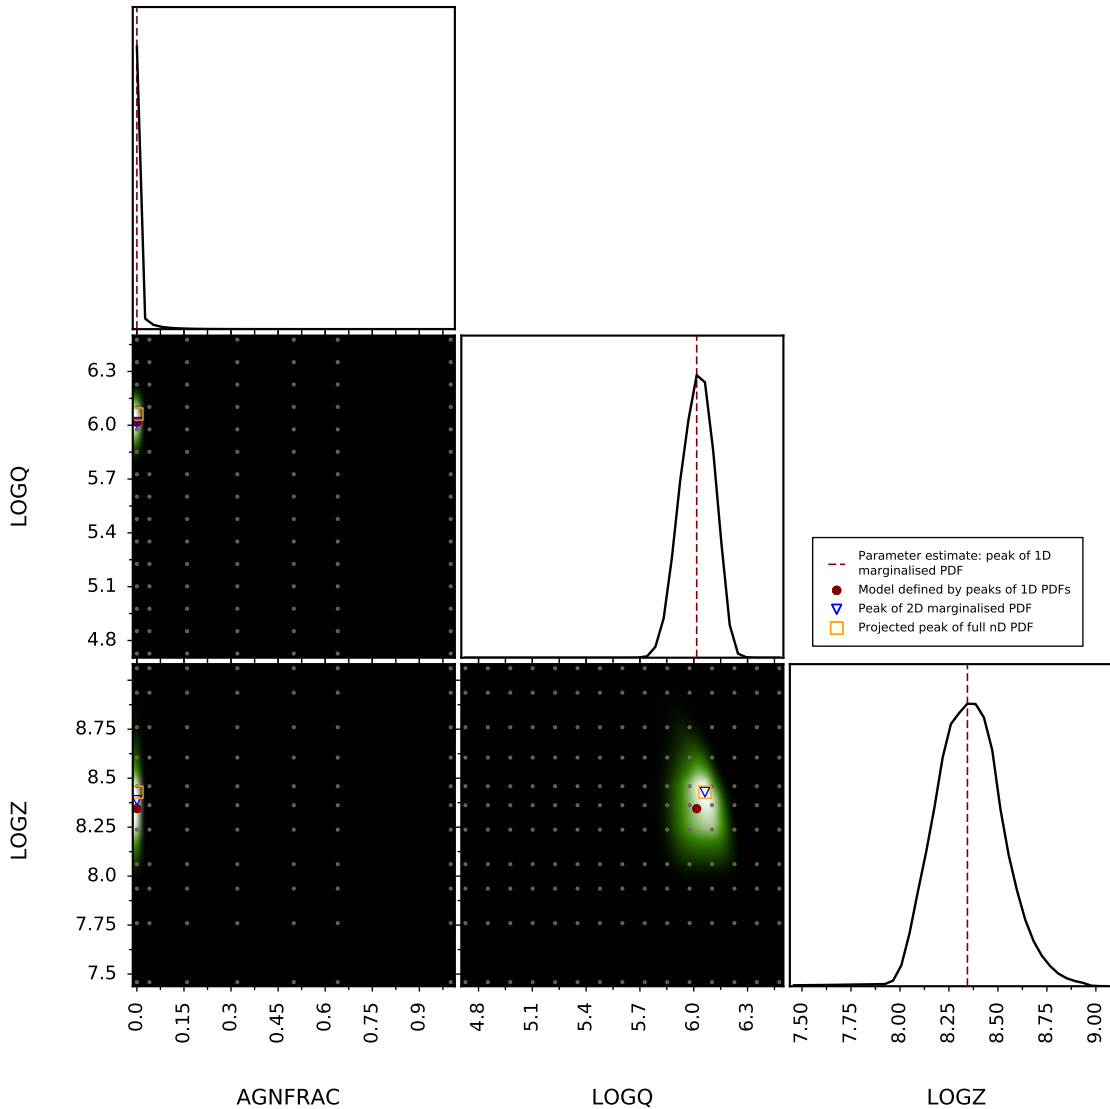 6.3
6.0
5.7
5.4
5.1
4.8
LOGQ
Parameter estimate: peak of 1D
marginalised PDF
Model defined by peaks of 1D PDFs
Peak of 2D marginalised PDF
Projected peak of full nD PDF
8.75
8.5
8.25
8.0
7.75
7.5
LOGZ
0.0 0.15 0.3 0.45 0.6 0.75 0.9
4.8 5.1 5.4 5.7 6.0 6.3
7.50 7.75 8.00 8.25 8.50 8.75 9.00
AGNFRAC
LOGQ
LOGZ